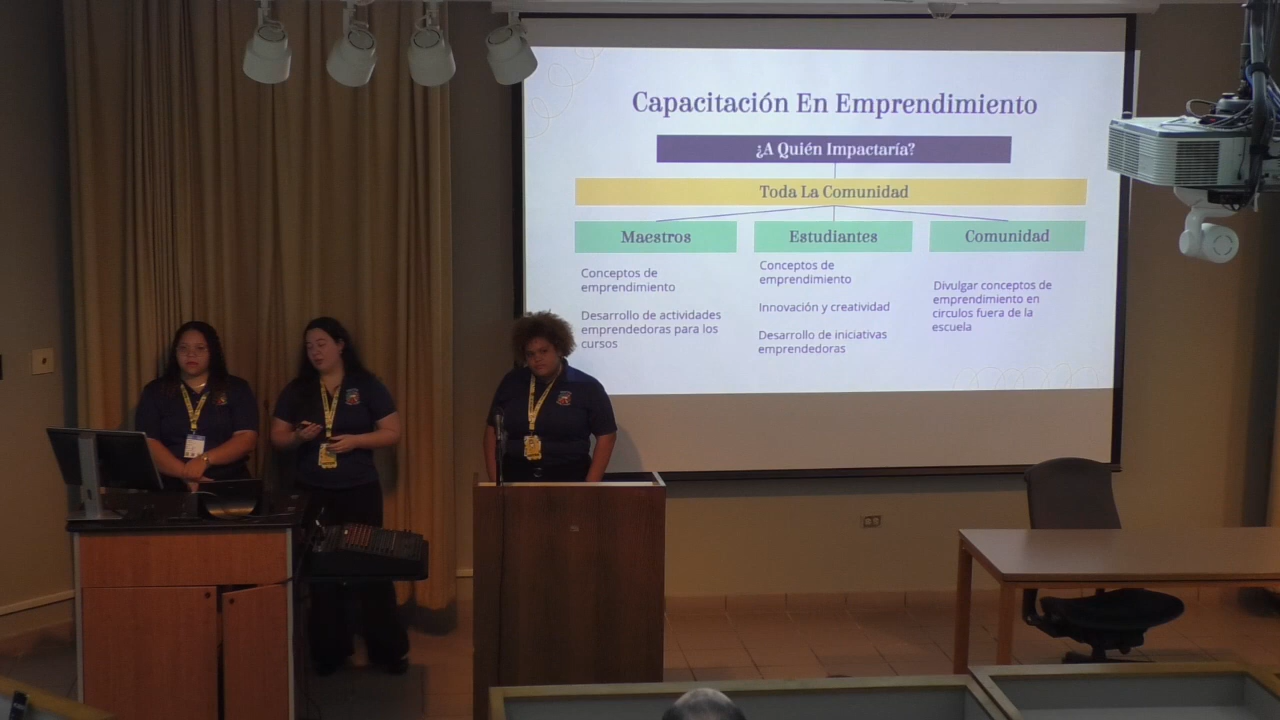 Capacitación En Emprendimiento
¿A Quién Impactaría?
Toda La Comunidad
Maestros
Conceptos de
emprendimiento
Desarrollo de actividades
emprendedoras para los
cursos
Estudiantes
Conceptos de
emprendimiento
Innovación y creatividad
Desarrollo de iniciativas
emprendedoras
Comunidad
Divulgar conceptos de
emprendimiento en
circulos fuera de la
escuela